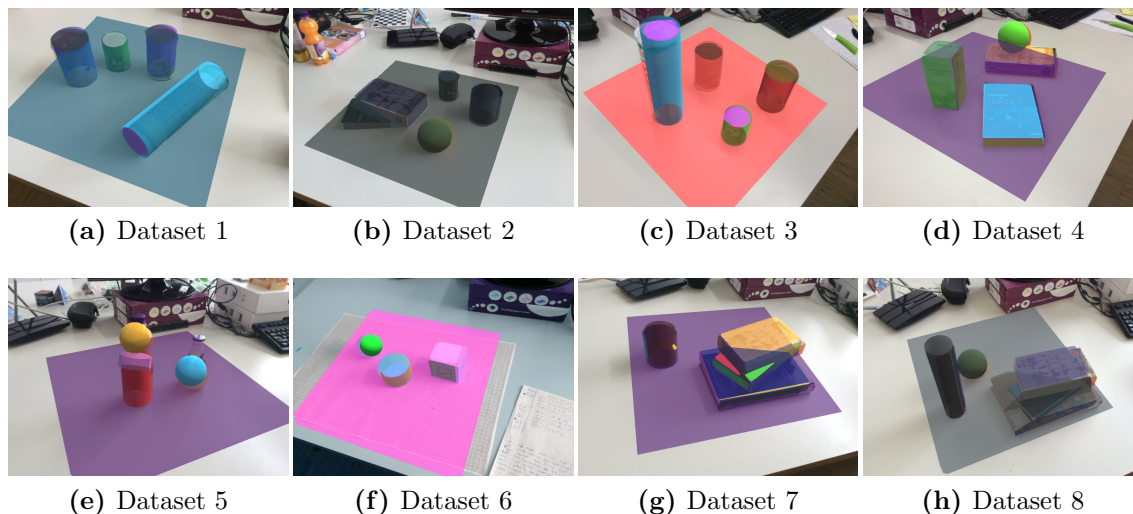 (a) Dataset 1
(b) Dataset 2
(c) Dataset 3
(d) Dataset 4
(e) Dataset 5
(f) Dataset 6
(g) Dataset 7
(h) Dataset 8